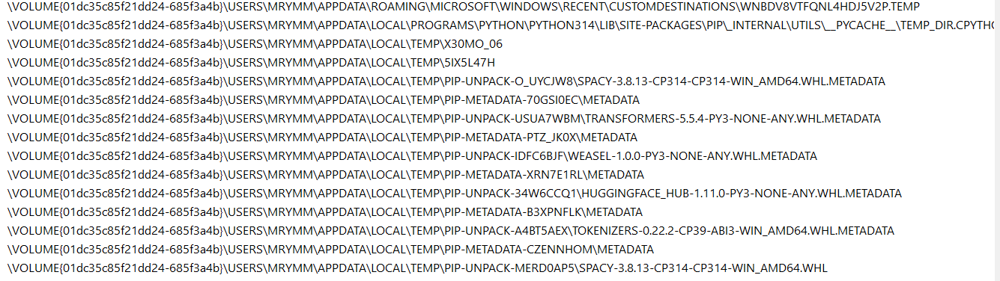 \VOLUME{01dc35c85f21dd24-685f3a4b}\USERS\MRYMM\APPDATA\ROAMING\MICROSOFT\WINDOWS\RECENT\CUSTOMDESTINATIONS\WNBDV8VTFQNL4HDJ5V2P.TEMP
\VOLUME{01dc35c85f21dd24-685f3a4b}\USERS\MRYMM\APPDATA\LOCAL\PROGRAMS\PYTHON\PYTHON314\LIB\SITE-PACKAGES\PIP\_INTERNAL\UTILS\__PYCACHE__\TEMP_DIR.CPYTHO
\VOLUME{01dc35c85f21dd24-685f3a4b}\USERS\MRYMM\APPDATA\LOCAL\TEMP\X30MO_06
\VOLUME{01dc35c85f21dd24-685f3a4b}\USERS\MRYMM\APPDATA\LOCAL\TEMP\5IX5L47H
\VOLUME{01dc35c85f21dd24-685f3a4b}\USERS\MRYMM\APPDATA\LOCAL\TEMP\PIP-UNPACK-O_UYCJW8\SPACY-3.8.13-CP314-CP314-WIN_AMD64.WHL.METADATA
\VOLUME{01dc35c85f21dd24-685f3a4b}\USERS\MRYMM\APPDATA\LOCAL\TEMP\PIP-METADATA-70GSI0EC\METADATA
\VOLUME{01dc35c85f21dd24-685f3a4b}\USERS\MRYMM\APPDATA\LOCAL\TEMP\PIP-UNPACK-USUA7WBM\TRANSFORMERS-5.5.4-PY3-NONE-ANY.WHL.METADATA
\VOLUME{01dc35c85f21dd24-685f3a4b}\USERS\MRYMM\APPDATA\LOCAL\TEMP\PIP-METADATA-PTZ_JK0X\METADATA
\VOLUME{01dc35c85f21dd24-685f3a4b}\USERS\MRYMM\APPDATA\LOCAL\TEMP\PIP-UNPACK-IDFC6BJF\WEASEL-1.0.0-PY3-NONE-ANY.WHL.METADATA
\VOLUME{01dc35c85f21dd24-685f3a4b}\USERS\MRYMM\APPDATA\LOCAL\TEMP\PIP-METADATA-XRN7E1RL\METADATA
\VOLUME{01dc35c85f21dd24-685f3a4b}\USERS\MRYMM\APPDATA\LOCAL\TEMP\PIP-UNPACK-34W6CCQ1\HUGGINGFACE_HUB-1.11.0-PY3-NONE-ANY.WHL.METADATA
\VOLUME{01dc35c85f21dd24-685f3a4b}\USERS\MRYMM\APPDATA\LOCAL\TEMP\PIP-METADATA-B3XPNFLK\METADATA
\VOLUME{01dc35c85f21dd24-685f3a4b}\USERS\MRYMM\APPDATA\LOCAL\TEMP\PIP-UNPACK-A4BT5AEX\TOKENIZERS-0.22.2-CP39-ABI3-WIN_AMD64.WHL.METADATA
\VOLUME{01dc35c85f21dd24-685f3a4b}\USERS\MRYMM\APPDATA\LOCAL\TEMP\PIP-METADATA-CZENNHOM\METADATA
\VOLUME{01dc35c85f21dd24-685f3a4b}\USERS\MRYMM\APPDATA\LOCAL\TEMP\PIP-UNPACK-MERD0AP5\SPACY-3.8.13-CP314-CP314-WIN_AMD64.WHL